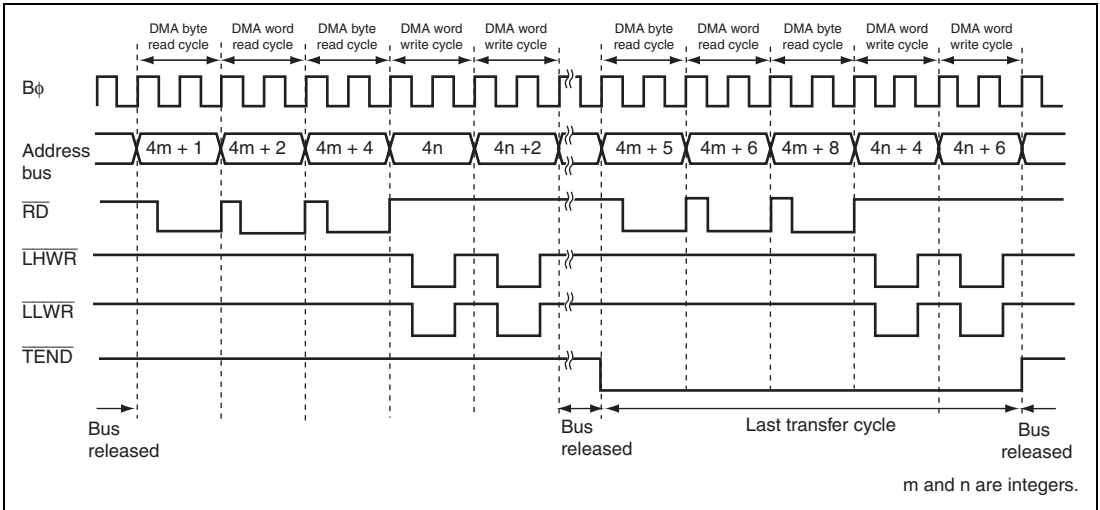 DMA byte read cycle DMA word read cycle DMA byte read cycle DMA word write cycle DMA word write cycle DMA byte read cycle DMA word read cycle DMA byte read cycle DMA word write cycle DMA word write cycle
Bϕ
Address bus 4m + 1 4m + 2 4m + 4 4n 4n +2 4m + 5 4m + 6 4m + 8 4n + 4 4n + 6
RD
LHWR
LLWR
TEND
Bus released Bus released Last transfer cycle Bus released
m and n are integers.